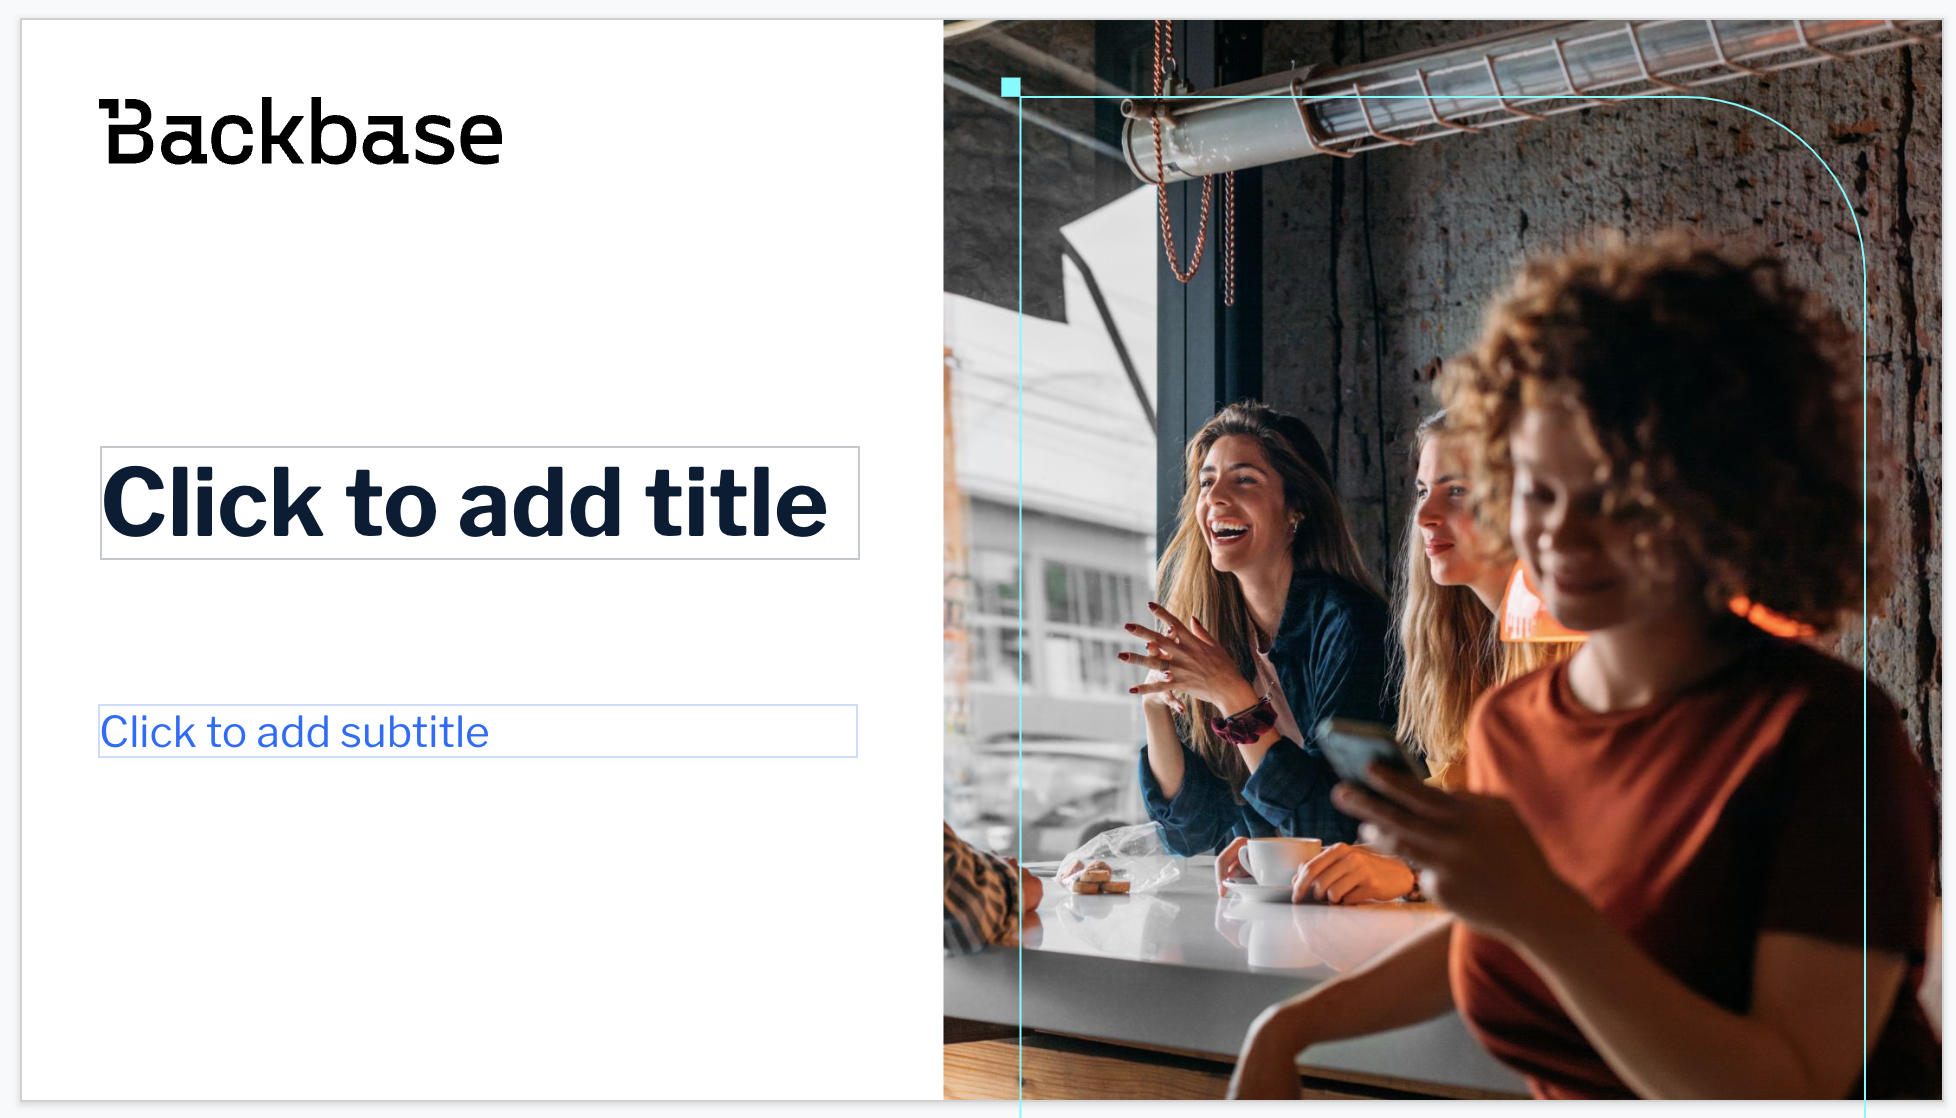 Backbase
Click to add title
Click to add subtitle